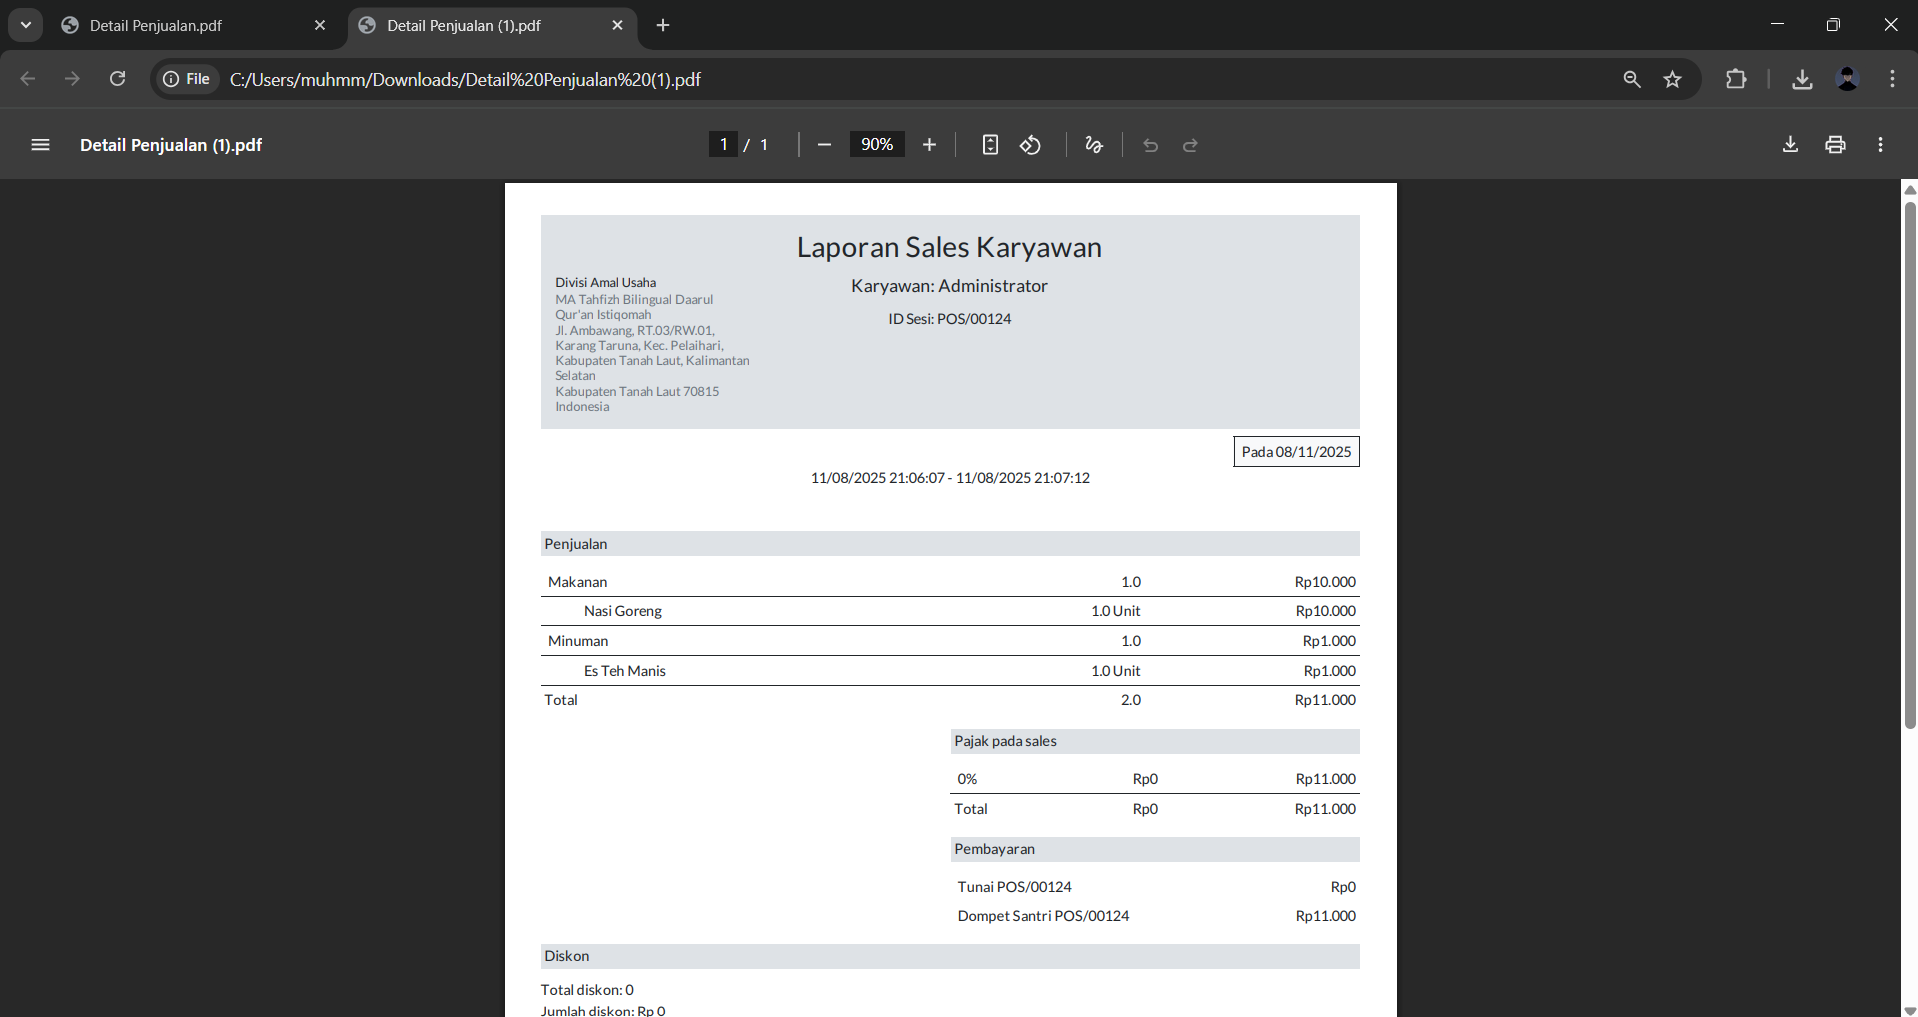 Detail Penjualan.pdf
Detail Penjualan (1).pdf
File
C:/Users/muhmm/Downloads/Detail%20Penjualan%20(1).pdf
Detail Penjualan (1).pdf
1 / 1
90%
Laporan Sales Karyawan
Karyawan: Administrator
ID Sesi: POS/00124
Divisi Amal Usaha
MA Tahfizh Bilingual Daarul
Qur'an Istiqomah
Jl. Ambawang, RT.03/RW.01,
Karang Taruna, Kec. Pelaihari,
Kabupaten Tanah Laut, Kalimantan
Selatan
Kabupaten Tanah Laut 70815
Indonesia
Pada 08/11/2025
11/08/2025 21:06:07 - 11/08/2025 21:07:12
Penjualan
Makanan 1.0 Rp10.000
Nasi Goreng 1.0 Unit Rp10.000
Minuman 1.0 Rp1.000
Es Teh Manis 1.0 Unit Rp1.000
Total 2.0 Rp11.000
Pajak pada sales
0% Rp0 Rp11.000
Total Rp0 Rp11.000
Pembayaran
Tunai POS/00124 Rp0
Dompet Santri POS/00124 Rp11.000
Diskon
Total diskon: 0
Jumlah diskon: Rp 0